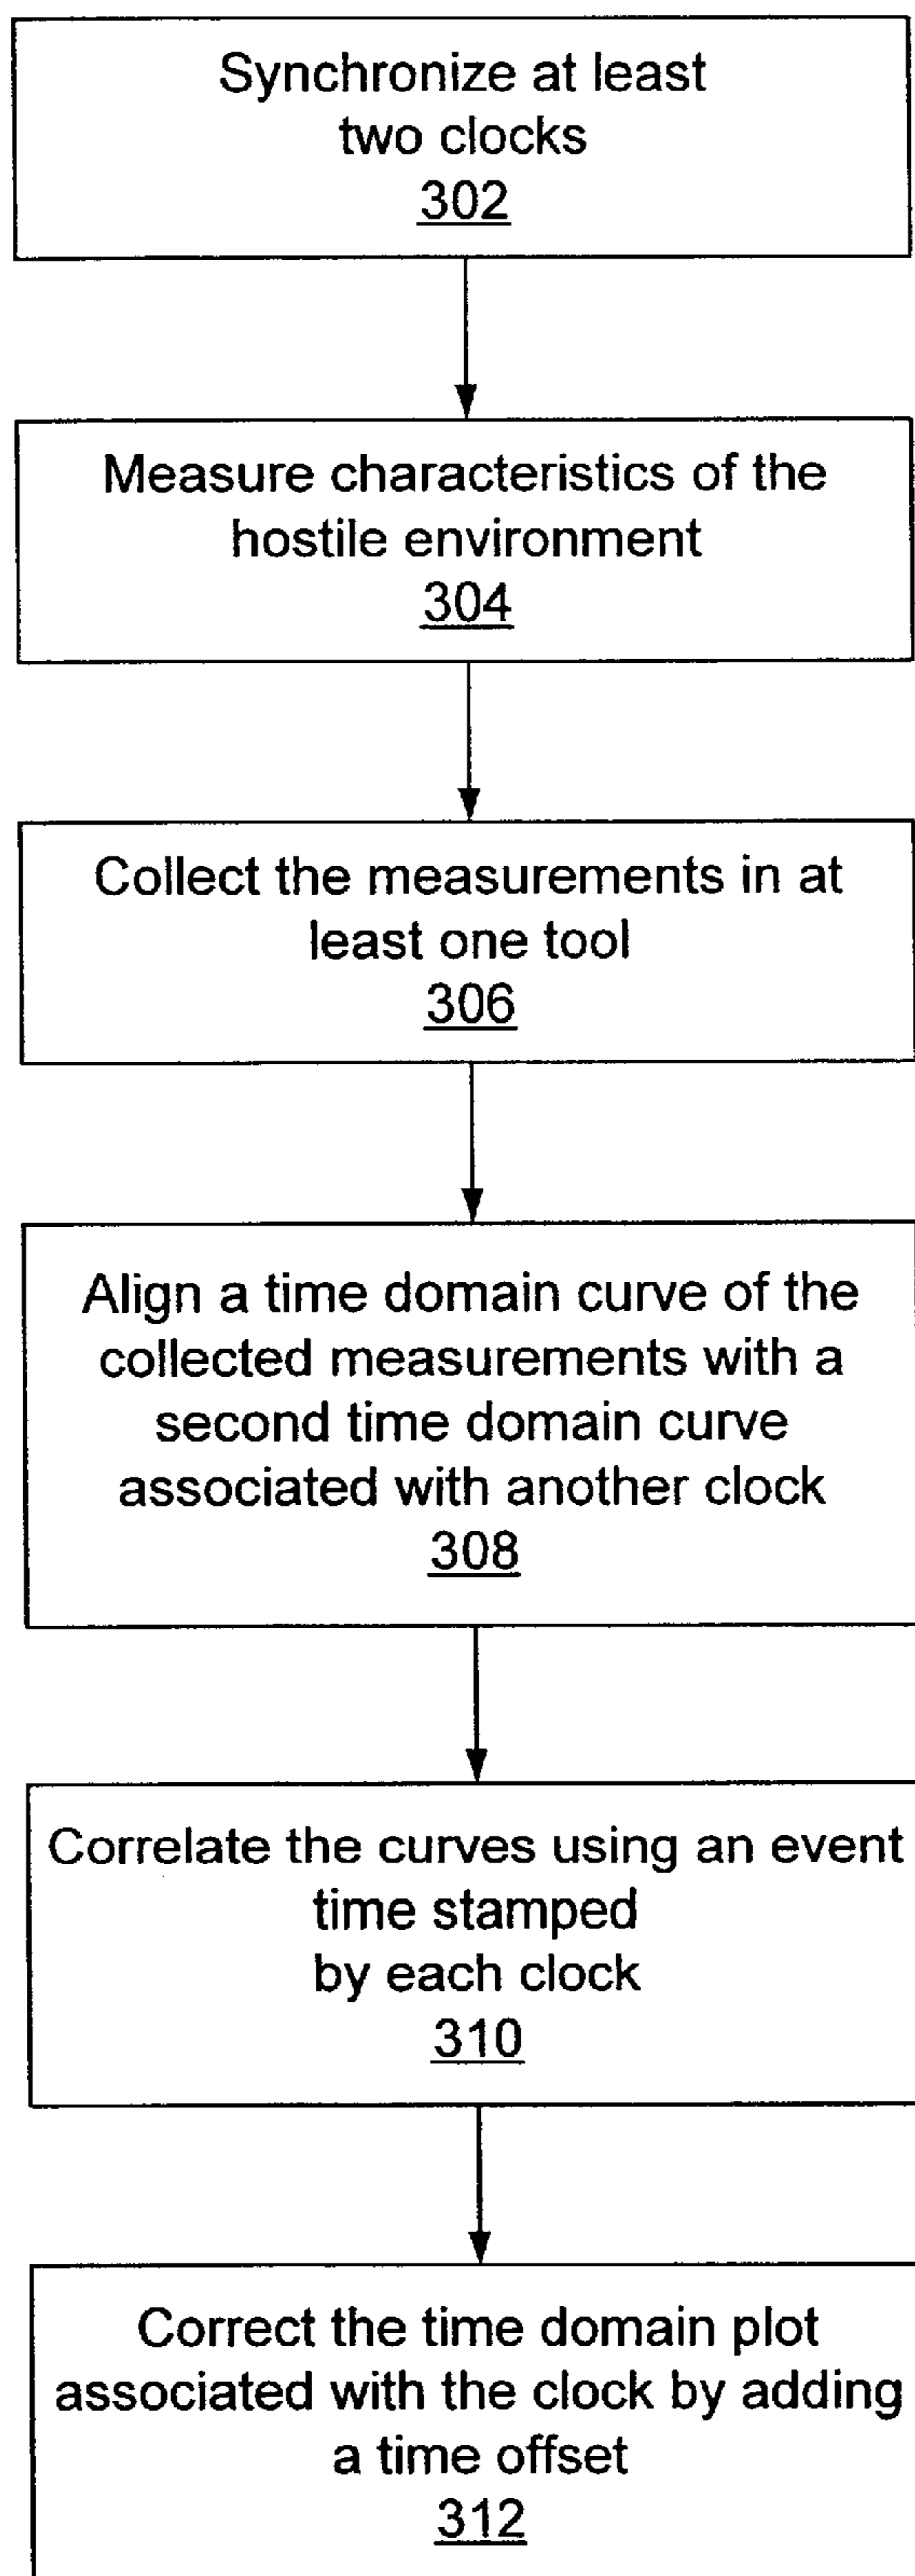 Synchronize at least
two clocks
302
Measure characteristics of the
hostile environment
304
Collect the measurements in at
least one tool
306
Align a time domain curve of the
collected measurements with a
second time domain curve
associated with another clock
308
Correlate the curves using an event
time stamped
by each clock
310
Correct the time domain plot
associated with the clock by adding
a time offset
312